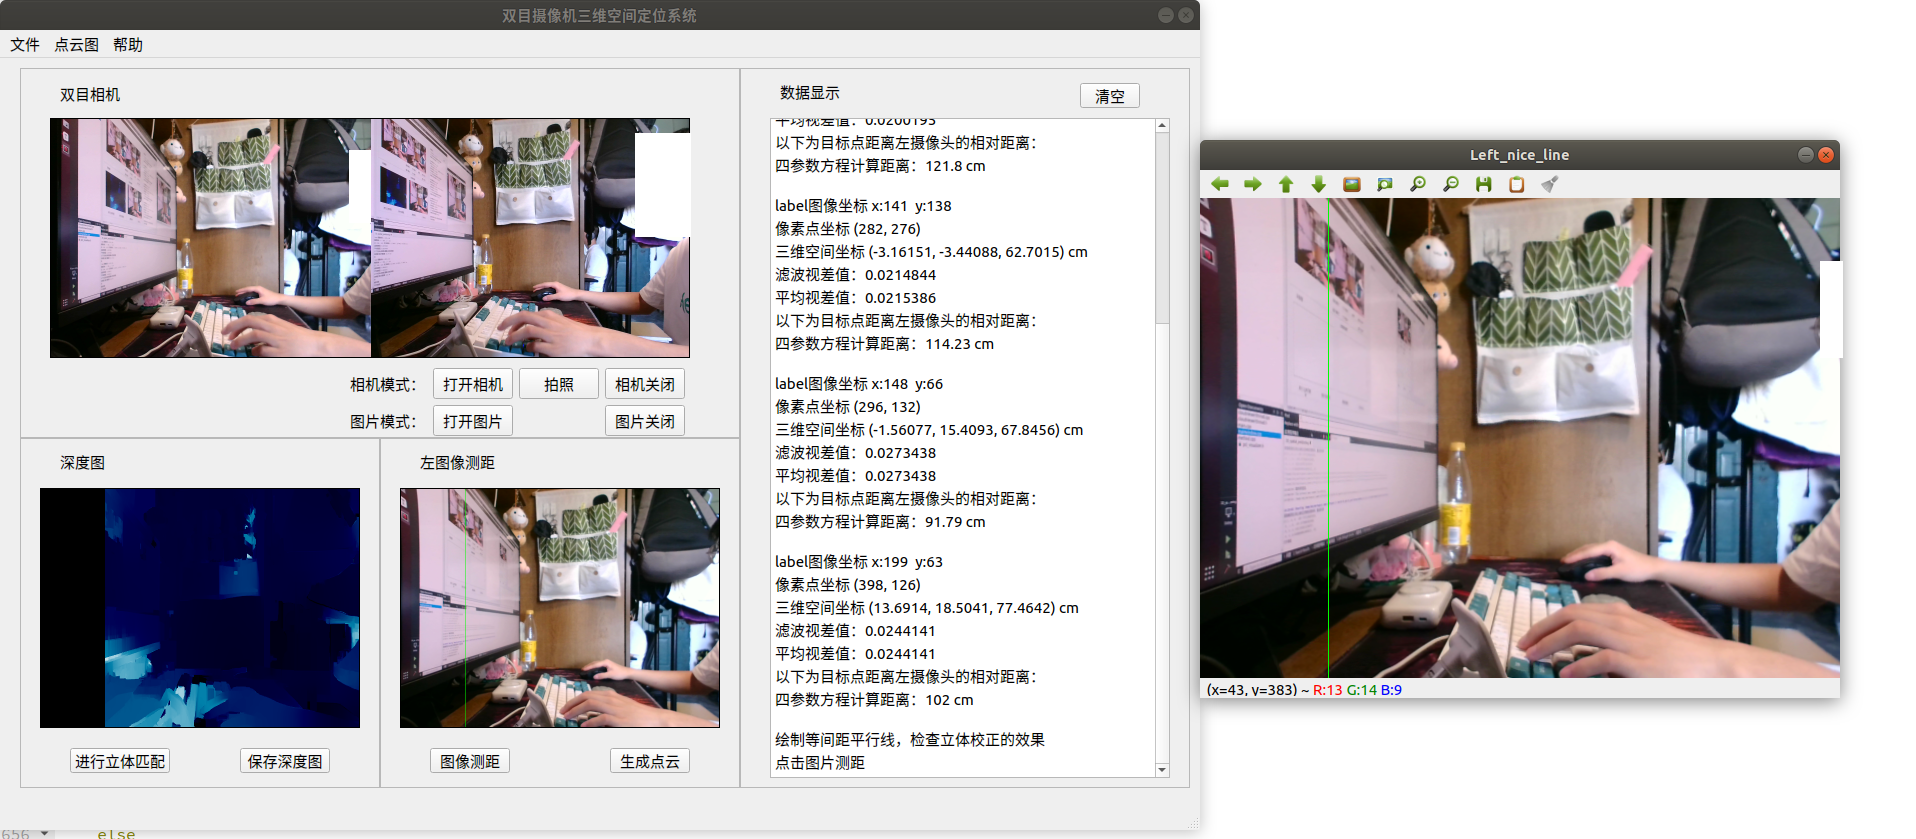 双目摄像机三维空间定位系统
文件 点云图 帮助
双目相机
相机模式： 打开相机 拍照 相机关闭
图片模式： 打开图片 图片关闭
深度图
进行立体匹配 保存深度图
左图像测距
图像测距 生成点云
数据显示 清空
平均视差值：0.0200195
以下为目标点距离左摄像头的相对距离：
四参数方程计算距离：121.8 cm
label图像坐标 x:141 y:138
像素点坐标 (282, 276)
三维空间坐标 (-3.16151, -3.44088, 62.7015) cm
滤波视差值：0.0214844
平均视差值：0.0215386
以下为目标点距离左摄像头的相对距离：
四参数方程计算距离：114.23 cm
label图像坐标 x:148 y:66
像素点坐标 (296, 132)
三维空间坐标 (-1.56077, 15.4093, 67.8456) cm
滤波视差值：0.0273438
平均视差值：0.0273438
以下为目标点距离左摄像头的相对距离：
四参数方程计算距离：91.79 cm
label图像坐标 x:199 y:63
像素点坐标 (398, 126)
三维空间坐标 (13.6914, 18.5041, 77.4642) cm
滤波视差值：0.0244141
平均视差值：0.0244141
以下为目标点距离左摄像头的相对距离：
四参数方程计算距离：102 cm
绘制等间距平行线，检查立体校正的效果
点击图片测距
Left_nice_line
(x=43, y=383) ~ R:13 G:14 B:9
656 else